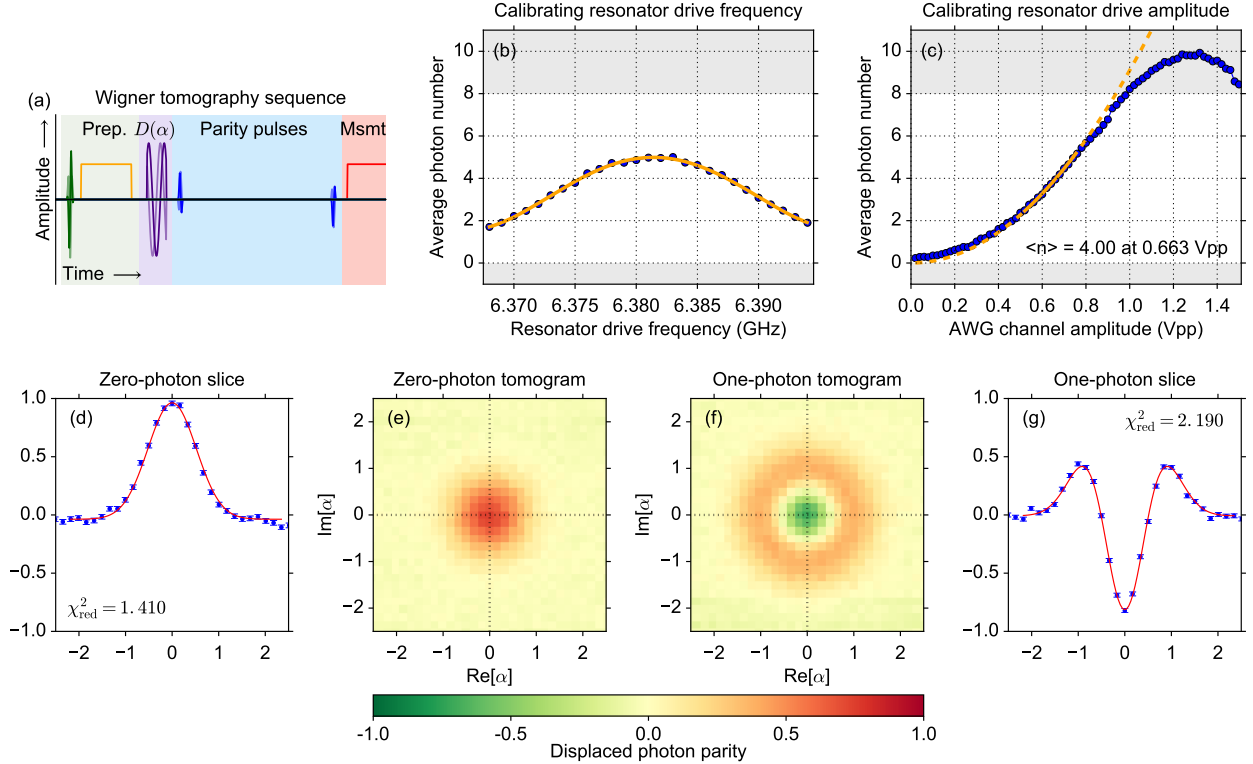 Calibrating resonator drive frequency
Calibrating resonator drive amplitude
(a)
Wigner tomography sequence
Prep.
D(α)
Parity pulses
Msmt
Amplitude
Time
(b)
Average photon number
10
8
6
4
2
0
6.370
6.375
6.380
6.385
6.390
Resonator drive frequency (GHz)
(c)
Average photon number
10
8
6
4
2
0
<n> = 4.00 at 0.663 Vpp
0.0
0.2
0.4
0.6
0.8
1.0
1.2
1.4
AWG channel amplitude (Vpp)
Zero-photon slice
(d)
1.0
0.5
0.0
−0.5
−1.0
χ²red = 1.410
−2
−1
0
1
2
Zero-photon tomogram
(e)
Im[α]
2
1
0
−1
−2
−2
−1
0
1
2
Re[α]
One-photon tomogram
(f)
Im[α]
2
1
0
−1
−2
−2
−1
0
1
2
Re[α]
One-photon slice
(g)
χ²red = 2.190
1.0
0.5
0.0
−0.5
−1.0
−2
−1
0
1
2
-1.0
-0.5
0.0
0.5
1.0
Displaced photon parity